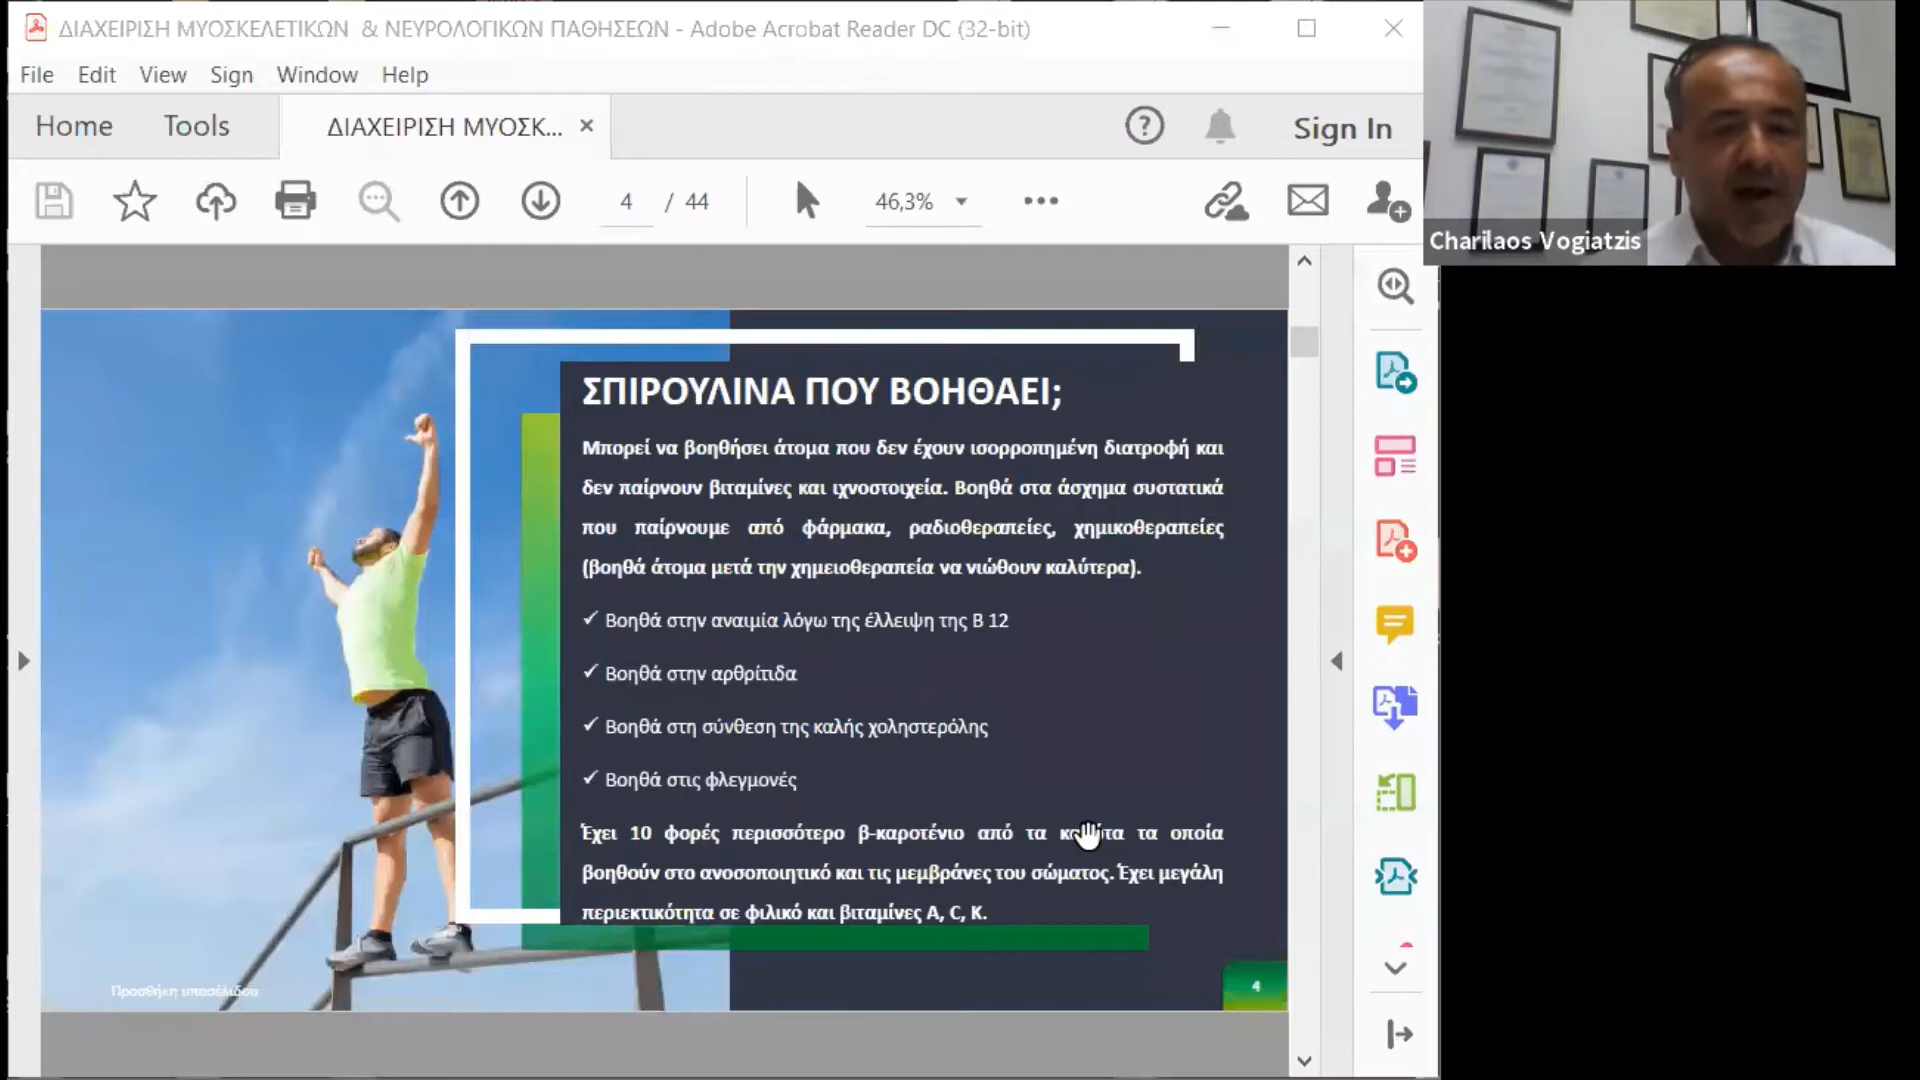 ΔΙΑΧΕΙΡΙΣΗ ΜΥΟΣΚΕΛΕΤΙΚΩΝ & ΝΕΥΡΟΛΟΓΙΚΩΝ ΠΑΘΗΣΕΩΝ - Adobe Acrobat Reader DC (32-bit)
File Edit View Sign Window Help
Home Tools ΔΙΑΧΕΙΡΙΣΗ ΜΥΟΣΚ... Sign In
4 / 44 46,3%
Charilaos Vogiatzis
ΣΠΙΡΟΥΛΙΝΑ ΠΟΥ ΒΟΗΘΑΕΙ;
Μπορεί να βοηθήσει άτομα που δεν έχουν ισορροπημένη διατροφή και
δεν παίρνουν βιταμίνες και ιχνοστοιχεία. Βοηθά στα άσχημα συστατικά
που παίρνουμε από φάρμακα, ραδιοθεραπείες, χημικοθεραπείες
(βοηθά άτομα μετά την χημειοθεραπεία να νιώθουν καλύτερα).
✓ Βοηθά στην αναιμία λόγω της έλλειψη της Β 12
✓ Βοηθά στην αρθρίτιδα
✓ Βοηθά στη σύνθεση της καλής χοληστερόλης
✓ Βοηθά στις φλεγμονές
Έχει 10 φορές περισσότερο β-καροτένιο από τα τα οποία
βοηθούν στο ανοσοποιητικό και τις μεμβράνες του σώματος. Έχει μεγάλη
περιεκτικότητα σε φιλικό και βιταμίνες A, C, K.
Προσθήκη υποσέλιδου
4